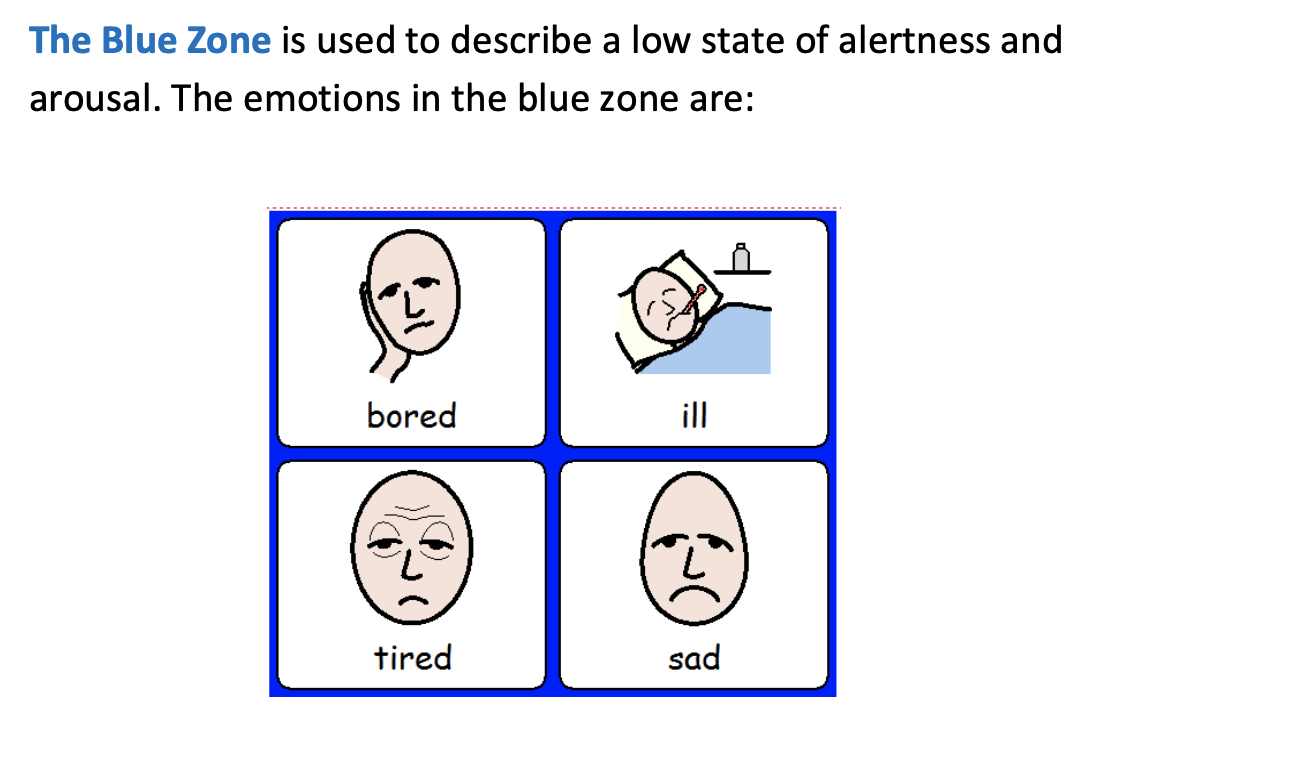 The Blue Zone is used to describe a low state of alertness and
arousal. The emotions in the blue zone are:
bored
ill
tired
sad